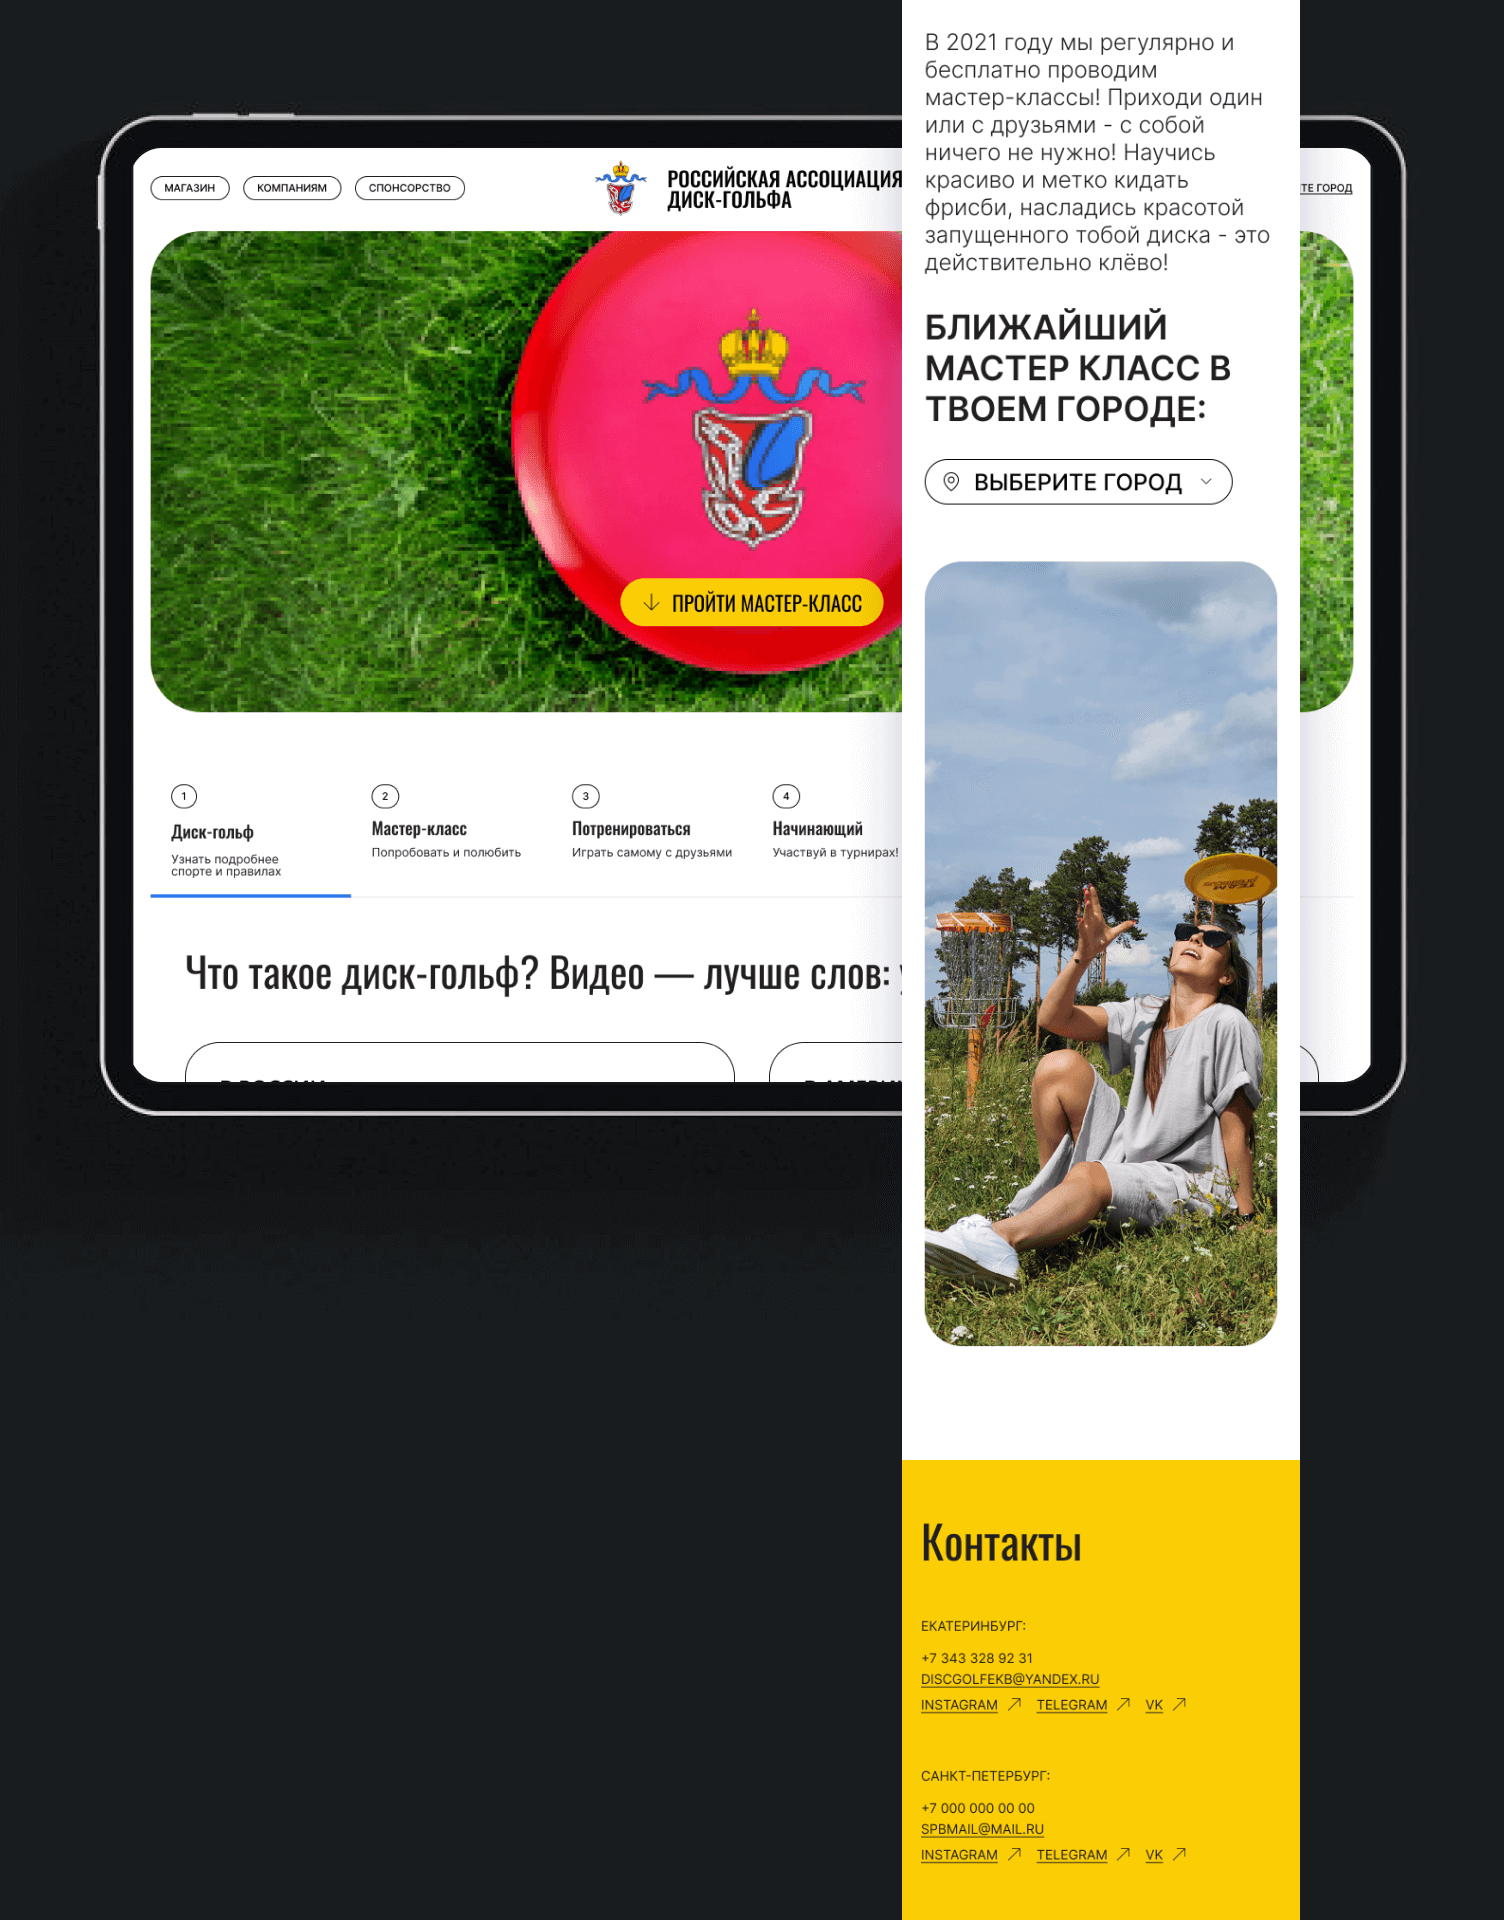 МАГАЗИН
КОМПАНИЯМ
СПОНСОРСТВО
РОССИЙСКАЯ АССОЦИАЦИЯ
ДИСК-ГОЛЬФА
ГОРОД
ПРОЙТИ МАСТЕР-КЛАСС
1
Диск-гольф
Узнать подробнее
спорте и правилах
2
Мастер-класс
Попробовать и полюбить
3
Потренироваться
Играть самому с друзьями
4
Начинающий
Участвуй в турнирах!
Что такое диск-гольф? Видео — лучше слов:
В 2021 году мы регулярно и
бесплатно проводим
мастер-классы! Приходи один
или с друзьями - с собой
ничего не нужно! Научись
красиво и метко кидать
фрисби, насладись красотой
запущенного тобой диска - это
действительно клёво!
БЛИЖАЙШИЙ
МАСТЕР КЛАСС В
ТВОЕМ ГОРОДЕ:
ВЫБЕРИТЕ ГОРОД
Контакты
ЕКАТЕРИНБУРГ:
+7 343 328 92 31
DISCGOLFEKB@YANDEX.RU
INSTAGRAM TELEGRAM VK
САНКТ-ПЕТЕРБУРГ:
+7 000 000 00 00
SPBMAIL@MAIL.RU
INSTAGRAM TELEGRAM VK